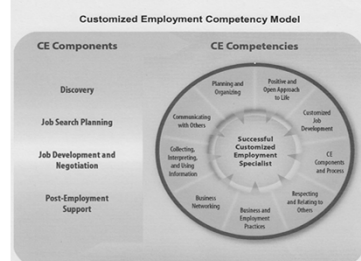 Customized Employment Competency Model
CE Components
CE Competencies
Discovery
Job Search Planning
Job Development and
Negotiation
Post-Employment
Support
Planning and
Organizing
Positive and
Open Approach
to Life
Customized
Job
Development
CE
Components
and Process
Respecting
and Relating to
Others
Business and
Employment
Practices
Business
Networking
Collecting,
Interpreting,
and Using
Information
Communicating
with Others
Successful
Customized
Employment
Specialist